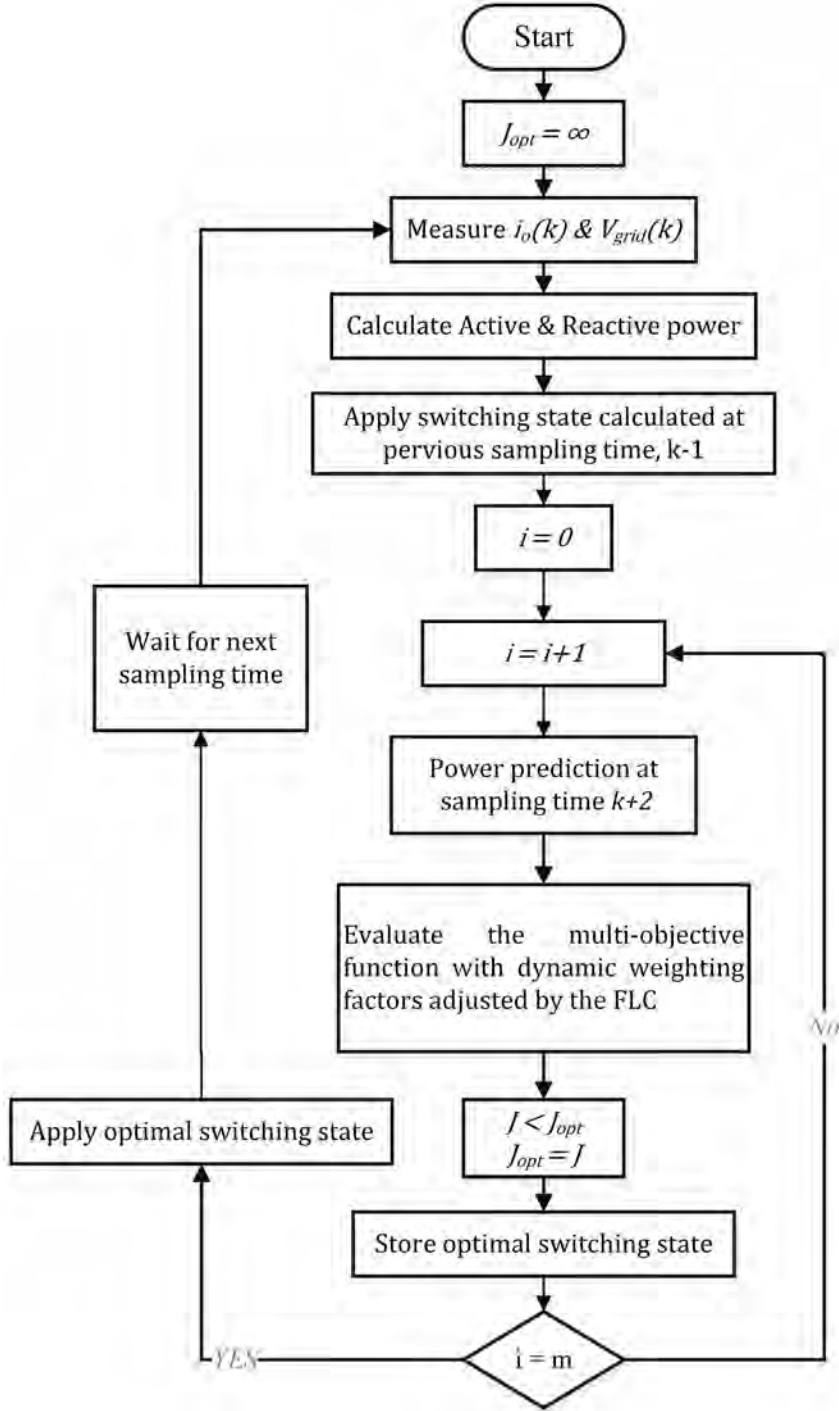 Start
J_opt = ∞
Measure i_o(k) & V_grid(k)
Calculate Active & Reactive power
Apply switching state calculated at
pervious sampling time, k-1
i = 0
i = i+1
Wait for next
sampling time
Power prediction at
sampling time k+2
Evaluate the multi-objective
function with dynamic weighting
factors adjusted by the FLC
No
J < J_opt
J_opt = J
Apply optimal switching state
Store optimal switching state
YES
i = m